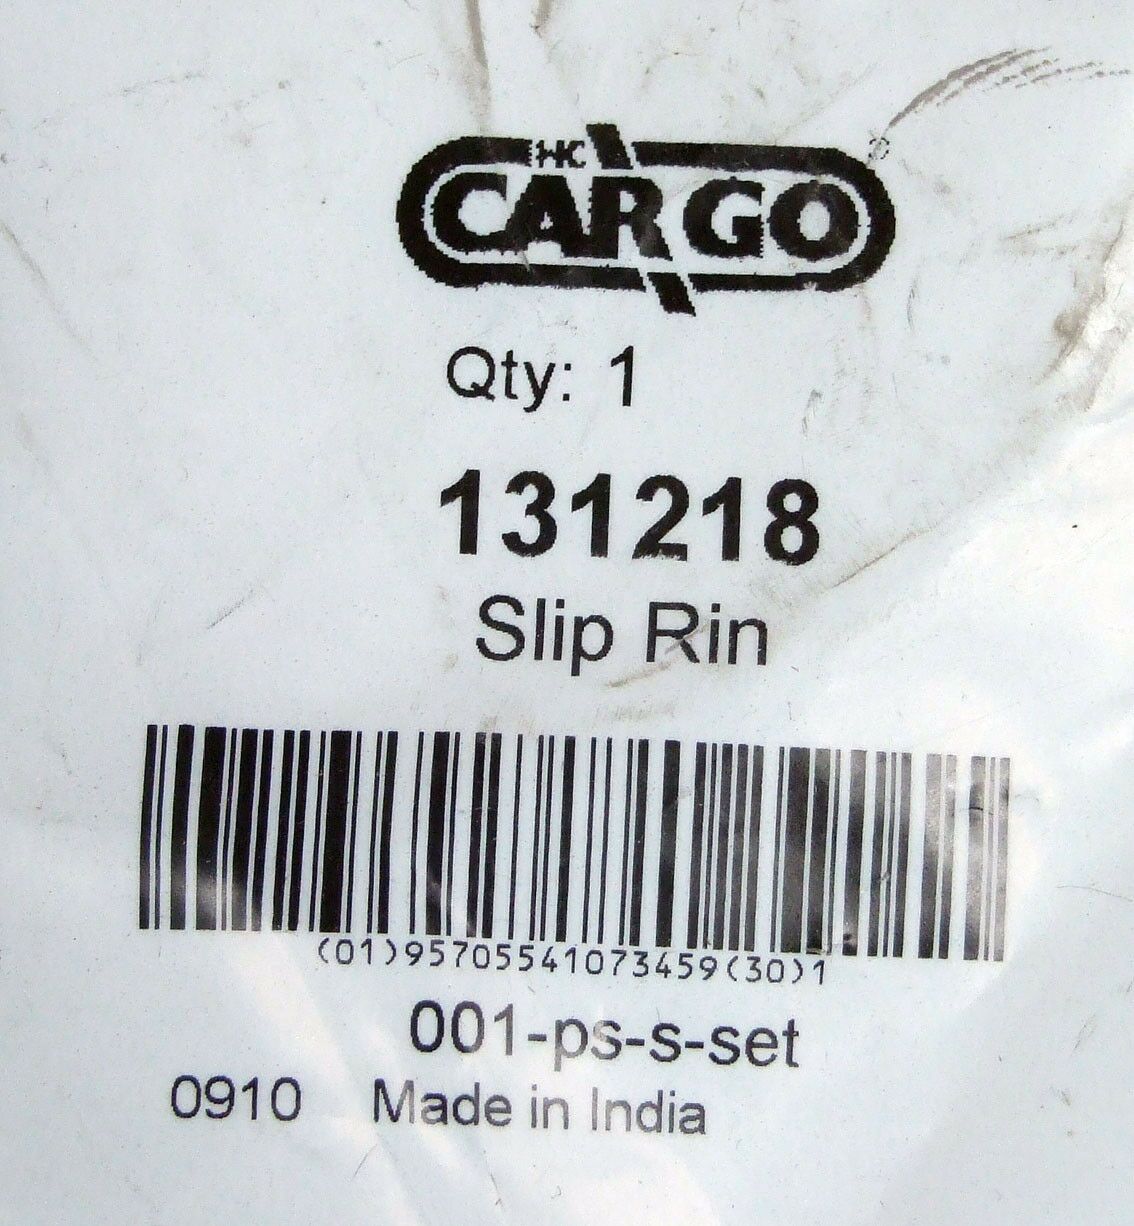 HC
CARGO®
Qty: 1
131218
Slip Rin
(01)95705541073459(30)1
001-ps-s-set
0910 Made in India